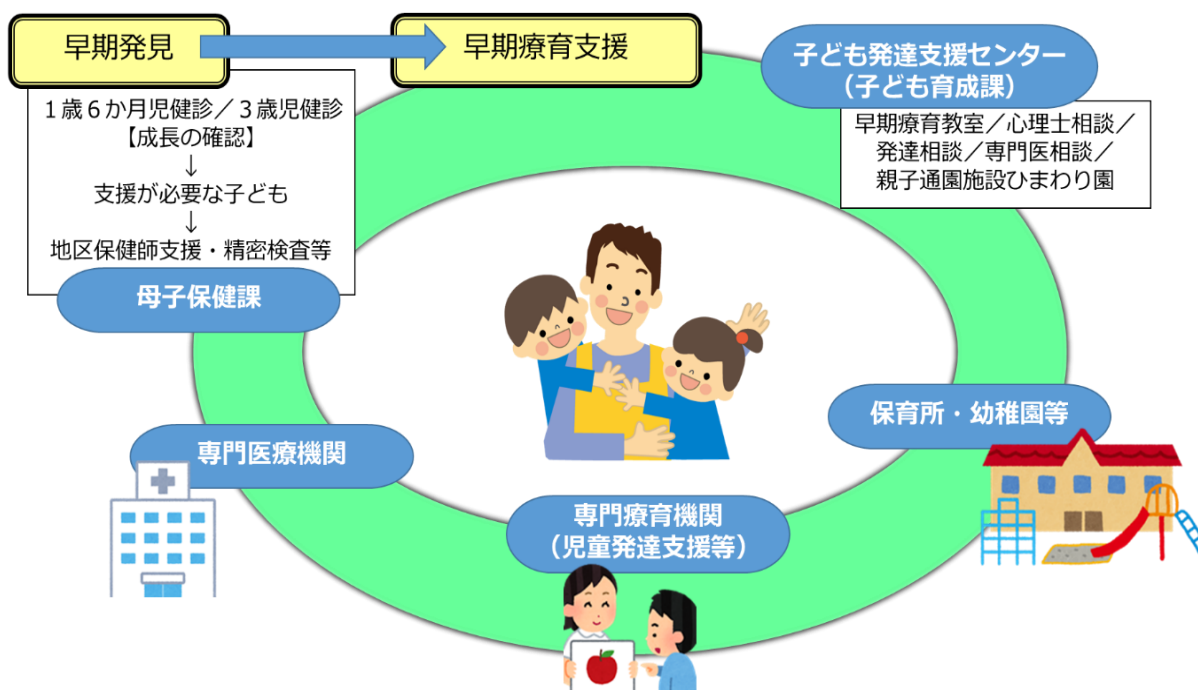 早期発見
早期療育支援
子ども発達支援センター
（子ども育成課）
早期療育教室／心理士相談／
発達相談／専門医相談／
親子通園施設ひまわり園
１歳６か月児健診／３歳児健診
【成長の確認】
↓
支援が必要な子ども
↓
地区保健師支援・精密検査等
母子保健課
保育所・幼稚園等
専門医療機関
専門療育機関
（児童発達支援等）